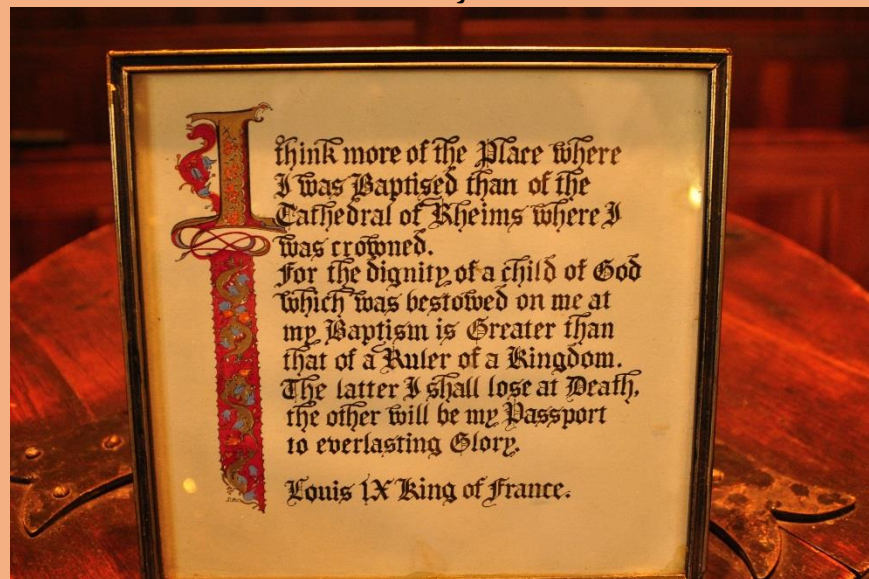 I think more of the Place where
I was Baptised than of the
Cathedral of Rheims where I
was crowned.
For the dignity of a child of God
which was bestowed on me at
my Baptism is Greater than
that of a Ruler of a Kingdom.
The latter I shall lose at Death,
the other will be my Passport
to everlasting Glory.
Louis IX King of France.